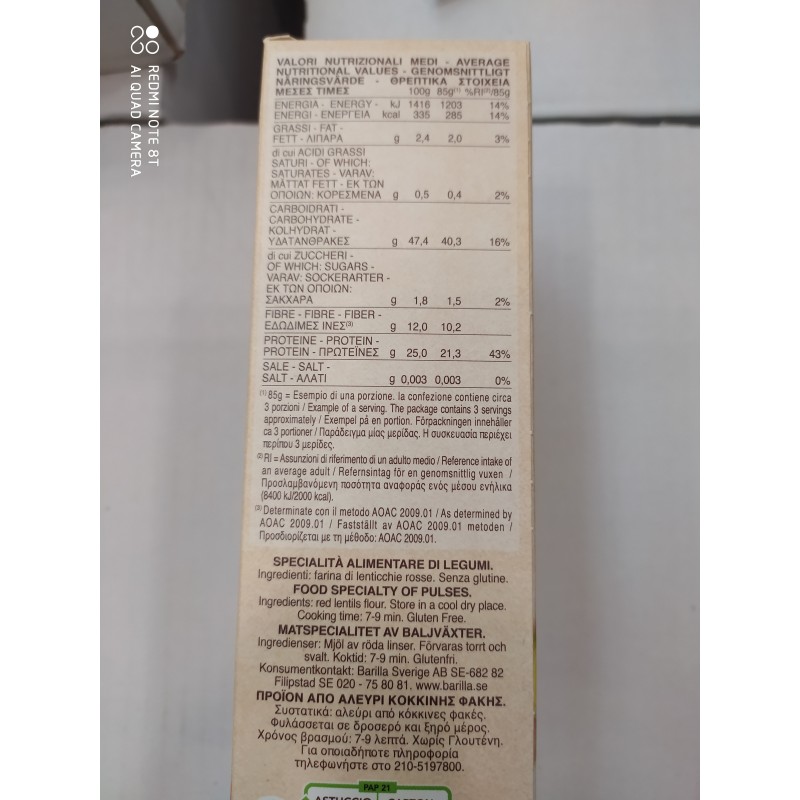 REDMI NOTE 8T
AI QUAD CAMERA
VALORI NUTRIZIONALI MEDI - AVERAGE
NUTRITIONAL VALUES - GENOMSNITTLIGT
NÄRINGSVÄRDE - ΘΡΕΠΤΙΚΑ ΣΤΟΙΧΕΙΑ
ΜΕΣΕΣ ΤΙΜΕΣ 100g 85g(1) %RI(2)/85g
ENERGIA - ENERGY - kJ 1416 1203 14%
ENERGI - ΕΝΕΡΓΕΙΑ kcal 335 285 14%
GRASSI - FAT -
FETT - ΛΙΠΑΡΑ g 2,4 2,0 3%
di cui ACIDI GRASSI
SATURI - OF WHICH:
SATURATES - VARAV:
MÄTTAT FETT - ΕΚ ΤΩΝ
ΟΠΟΙΩΝ: ΚΟΡΕΣΜΕΝΑ g 0,5 0,4 2%
CARBOIDRATI -
CARBOHYDRATE -
KOLHYDRAT -
ΥΔΑΤΑΝΘΡΑΚΕΣ g 47,4 40,3 16%
di cui ZUCCHERI -
OF WHICH: SUGARS -
VARAV: SOCKERARTER -
ΕΚ ΤΩΝ ΟΠΟΙΩΝ:
ΣΑΚΧΑΡΑ g 1,8 1,5 2%
FIBRE - FIBRE - FIBER -
ΕΔΩΔΙΜΕΣ ΙΝΕΣ(3) g 12,0 10,2
PROTEINE - PROTEIN -
PROTEIN - ΠΡΩΤΕΪΝΕΣ g 25,0 21,3 43%
SALE - SALT -
SALT - ΑΛΑΤΙ g 0,003 0,003 0%
(1) 85g = Esempio di una porzione. la confezione contiene circa
3 porzioni / Example of a serving. The package contains 3 servings
approximately / Exempel på en portion. Förpackningen innehåller
ca 3 portioner / Παράδειγμα μίας μερίδας. Η συσκευασία περιέχει
περίπου 3 μερίδες.
(2) RI = Assunzioni di riferimento di un adulto medio / Reference intake of
an average adult / Refernsintag för en genomsnittlig vuxen /
Προσλαμβανόμενη ποσότητα αναφοράς ενός μέσου ενήλικα
(8400 kJ/2000 kcal).
(3) Determinate con il metodo AOAC 2009.01 / As determined by
AOAC 2009.01 / Fastställt av AOAC 2009.01 metoden /
Προσδιορίζεται με τη μέθοδο: AOAC 2009.01.
SPECIALITÀ ALIMENTARE DI LEGUMI.
Ingredienti: farina di lenticchie rosse. Senza glutine.
FOOD SPECIALTY OF PULSES.
Ingredients: red lentils flour. Store in a cool dry place.
Cooking time: 7-9 min. Gluten Free.
MATSPECIALITET AV BALJVÄXTER.
Ingredienser: Mjöl av röda linser. Förvaras torrt och
svalt. Koktid: 7-9 min. Glutenfri.
Konsumentkontakt: Barilla Sverige AB SE-682 82
Filipstad SE 020 - 75 80 81. www.barilla.se
ΠΡΟΪΟΝ ΑΠΟ ΑΛΕΥΡΙ ΚΟΚΚΙΝΗΣ ΦΑΚΗΣ.
Συστατικά: αλεύρι από κόκκινες φακές.
Φυλάσσεται σε δροσερό και ξηρό μέρος.
Χρόνος βρασμού: 7-9 λεπτά. Χωρίς Γλουτένη.
Για οποιαδήποτε πληροφορία
τηλεφωνήστε στο 210-5197800.
PAP 21
ASTUCCIO CARTON